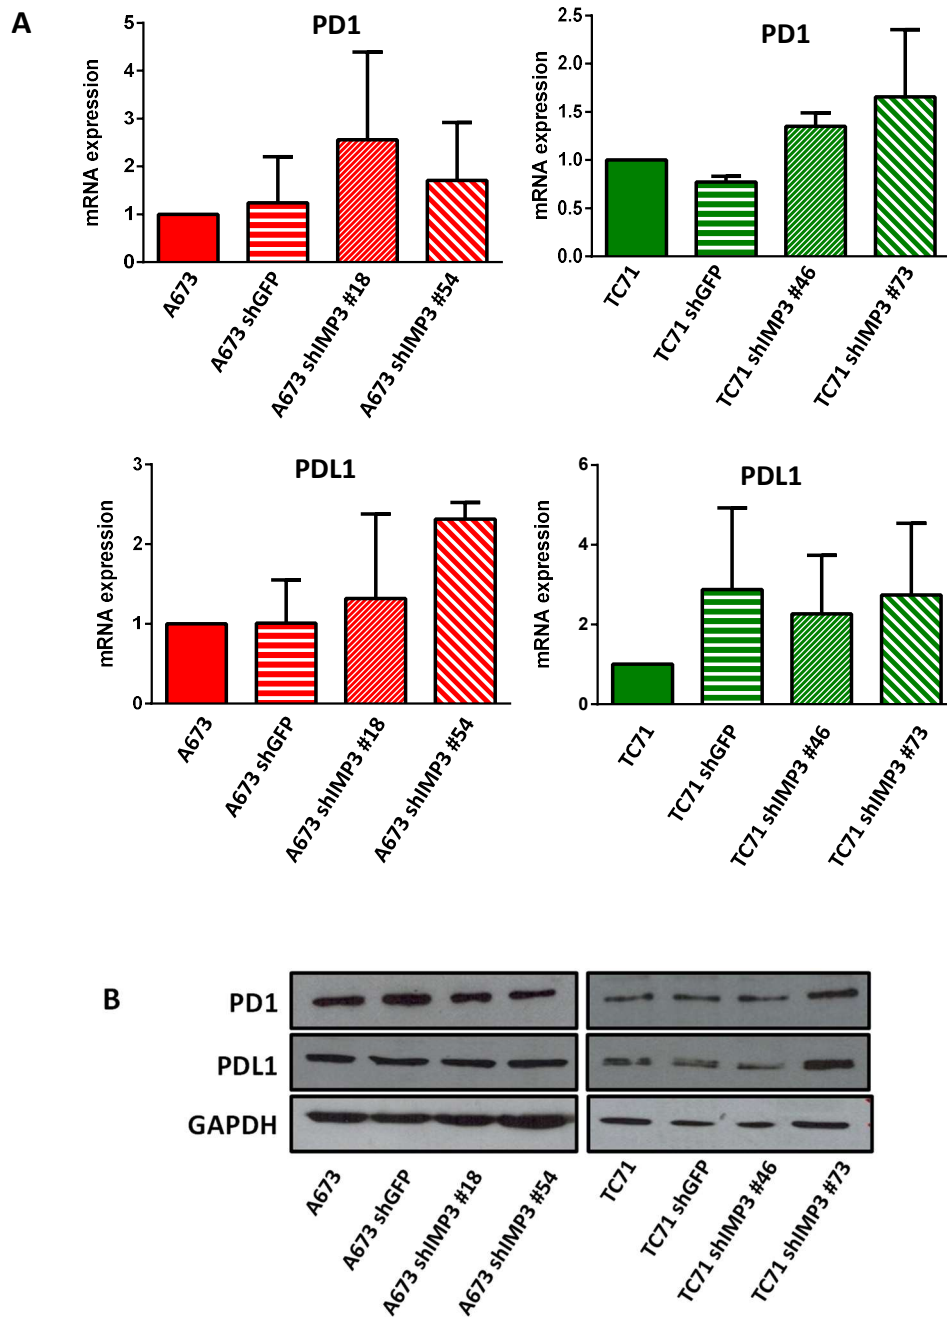 A
PD1
mRNA expression
5
4
3
2
1
0
A673
A673 shGFP
A673 shIMP3 #18
A673 shIMP3 #54
PD1
mRNA expression
2.5
2.0
1.5
1.0
0.5
0.0
TC71
TC71 shGFP
TC71 shIMP3 #46
TC71 shIMP3 #73
PDL1
mRNA expression
3
2
1
0
A673
A673 shGFP
A673 shIMP3 #18
A673 shIMP3 #54
PDL1
mRNA expression
6
4
2
0
TC71
TC71 shGFP
TC71 shIMP3 #46
TC71 shIMP3 #73
B
PD1
PDL1
GAPDH
A673
A673 shGFP
A673 shIMP3 #18
A673 shIMP3 #54
TC71
TC71 shGFP
TC71 shIMP3 #46
TC71 shIMP3 #73